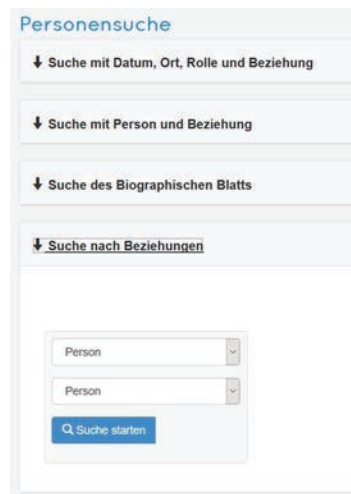 Personensuche
Suche mit Datum, Ort, Rolle und Beziehung
Suche mit Person und Beziehung
Suche des Biographischen Blatts
Suche nach Beziehungen
Person
Person
Suche starten